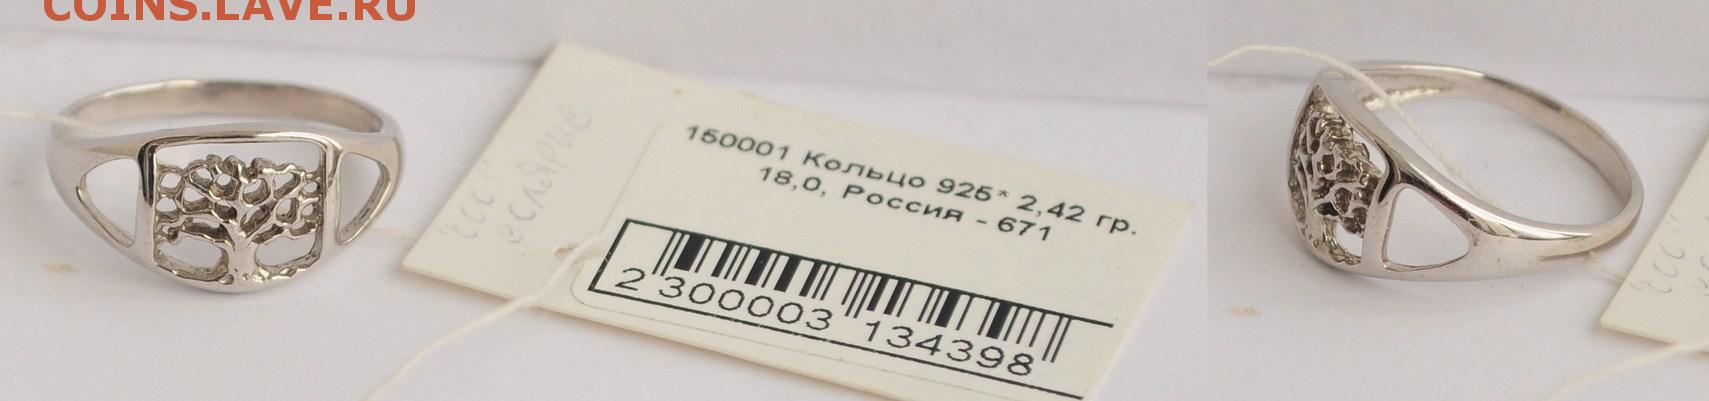 COINS.LAVE.RU
150001 Кольцо 925* 2,42 гр.
18,0, Россия - 671
2 300003 134398